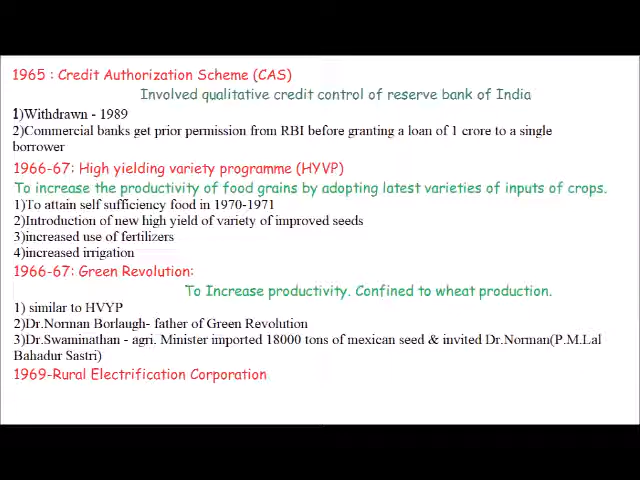 1965 : Credit Authorization Scheme (CAS)
Involved qualitative credit control of reserve bank of India
1)Withdrawn - 1989
2)Commercial banks get prior permission from RBI before granting a loan of 1 crore to a single
borrower
1966-67: High yielding variety programme (HYVP)
To increase the productivity of food grains by adopting latest varieties of inputs of crops.
1)To attain self sufficiency food in 1970-1971
2)Introduction of new high yield of variety of improved seeds
3)increased use of fertilizers
4)increased irrigation
1966-67: Green Revolution:
To Increase productivity. Confined to wheat production.
1) similar to HVYP
2)Dr.Norman Borlaugh- father of Green Revolution
3)Dr.Swaminathan - agri. Minister imported 18000 tons of mexican seed & invited Dr.Norman(P.M.Lal
Bahadur Sastri)
1969-Rural Electrification Corporation